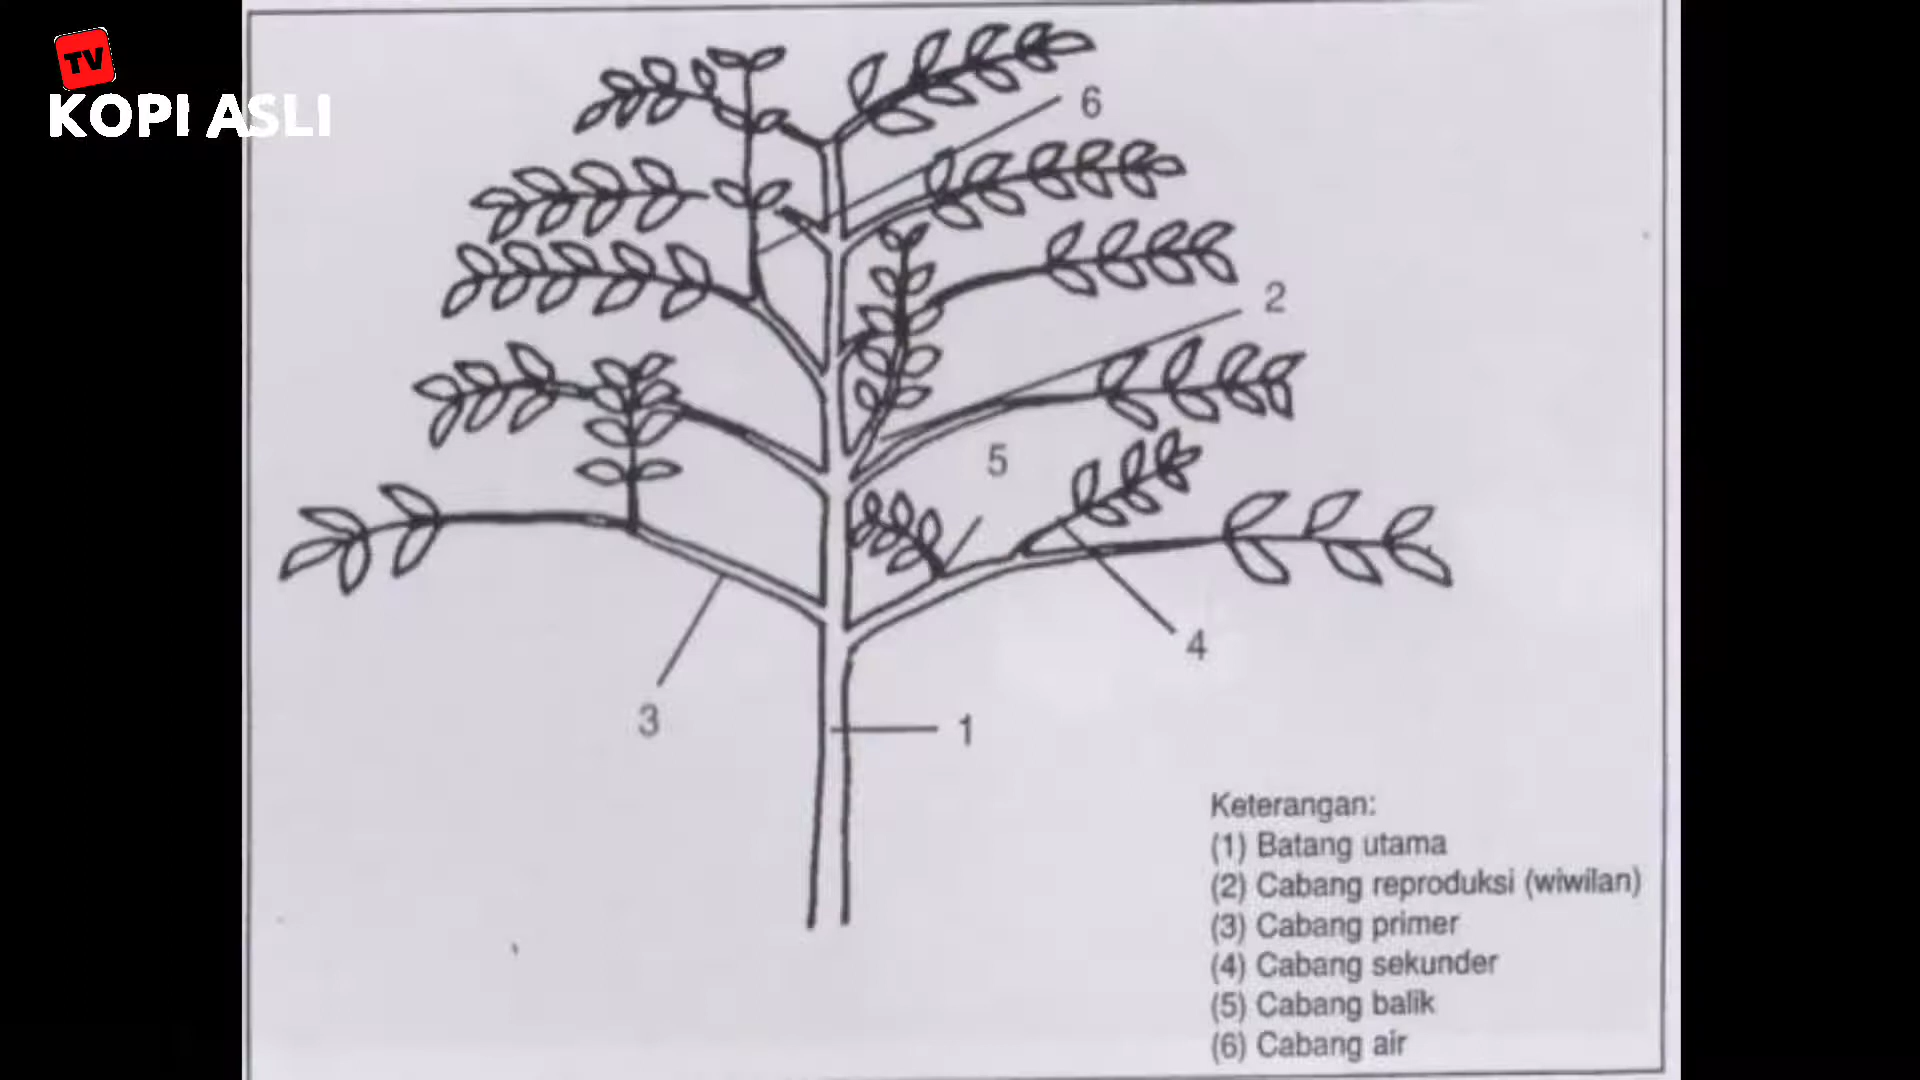 TV
KOPI ASLI
6
2
5
4
3
1
Keterangan:
(1) Batang utama
(2) Cabang reproduksi (wiwilan)
(3) Cabang primer
(4) Cabang sekunder
(5) Cabang balik
(6) Cabang air